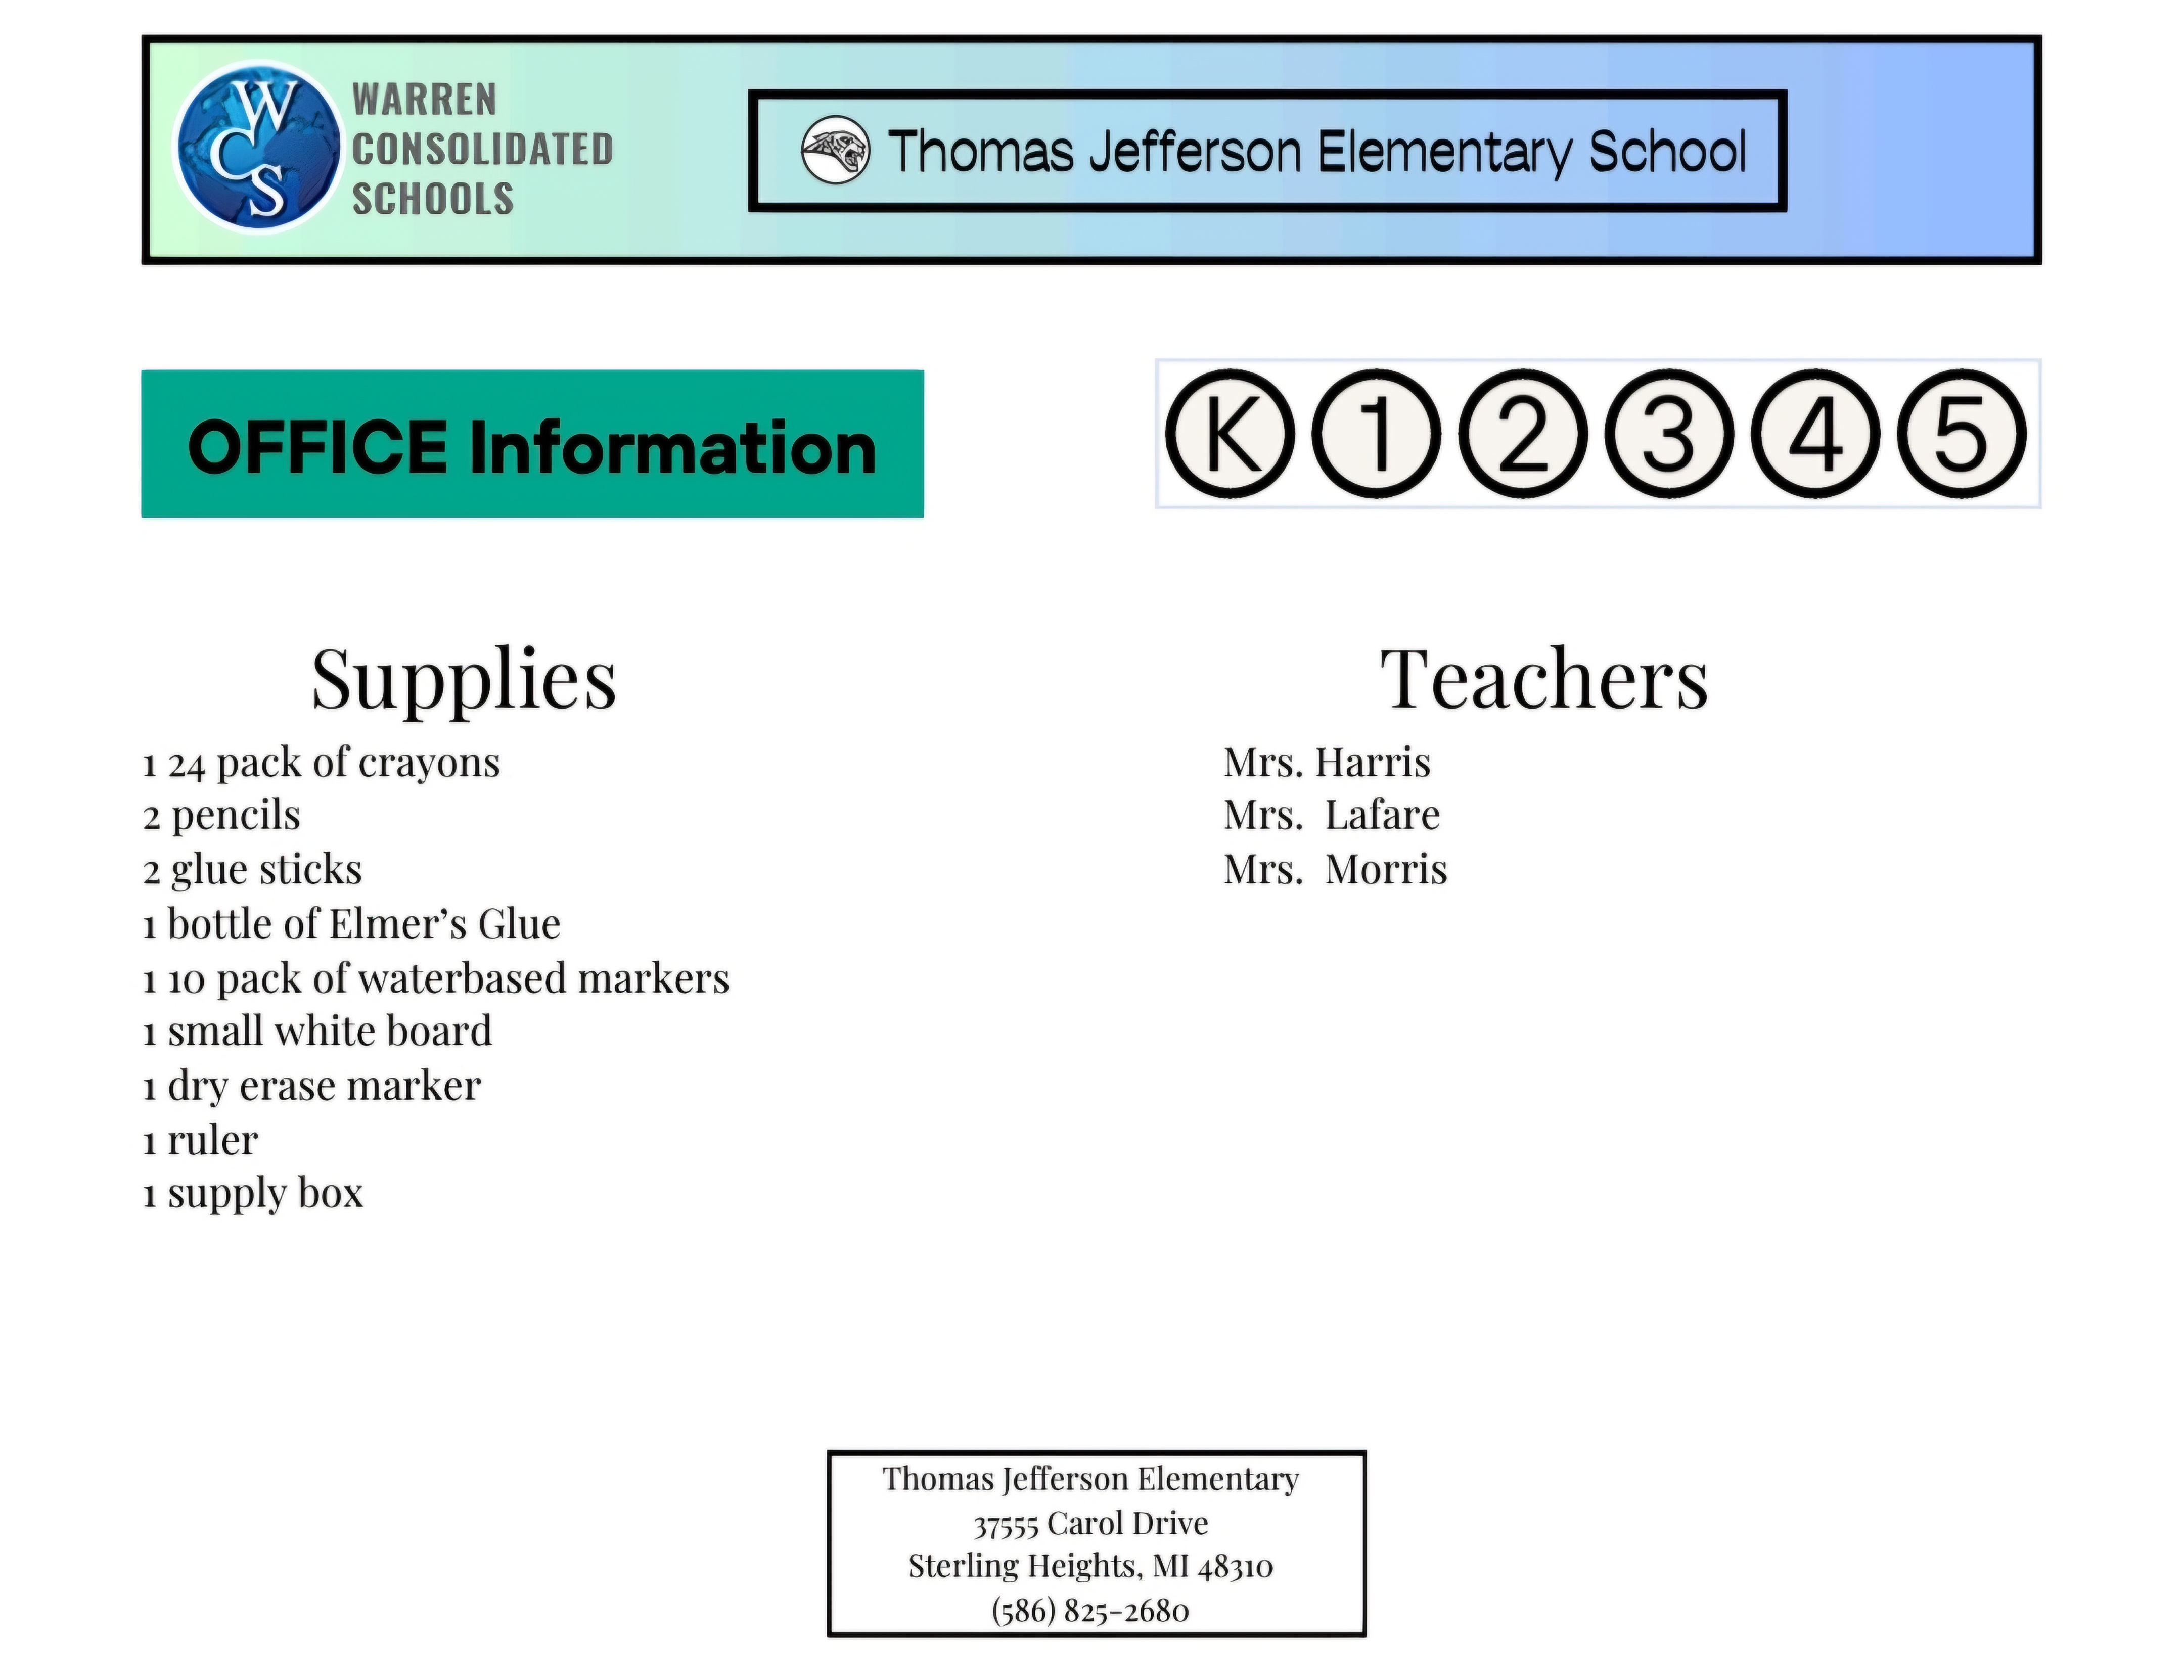 WCS
WARREN
CONSOLIDATED
SCHOOLS
Thomas Jefferson Elementary School
OFFICE Information
K 1 2 3 4 5
Supplies
1 24 pack of crayons
2 pencils
2 glue sticks
1 bottle of Elmer’s Glue
1 10 pack of waterbased markers
1 small white board
1 dry erase marker
1 ruler
1 supply box
Teachers
Mrs. Harris
Mrs.  Lafare
Mrs.  Morris
Thomas Jefferson Elementary
37555 Carol Drive
Sterling Heights, MI 48310
(586) 825-2680